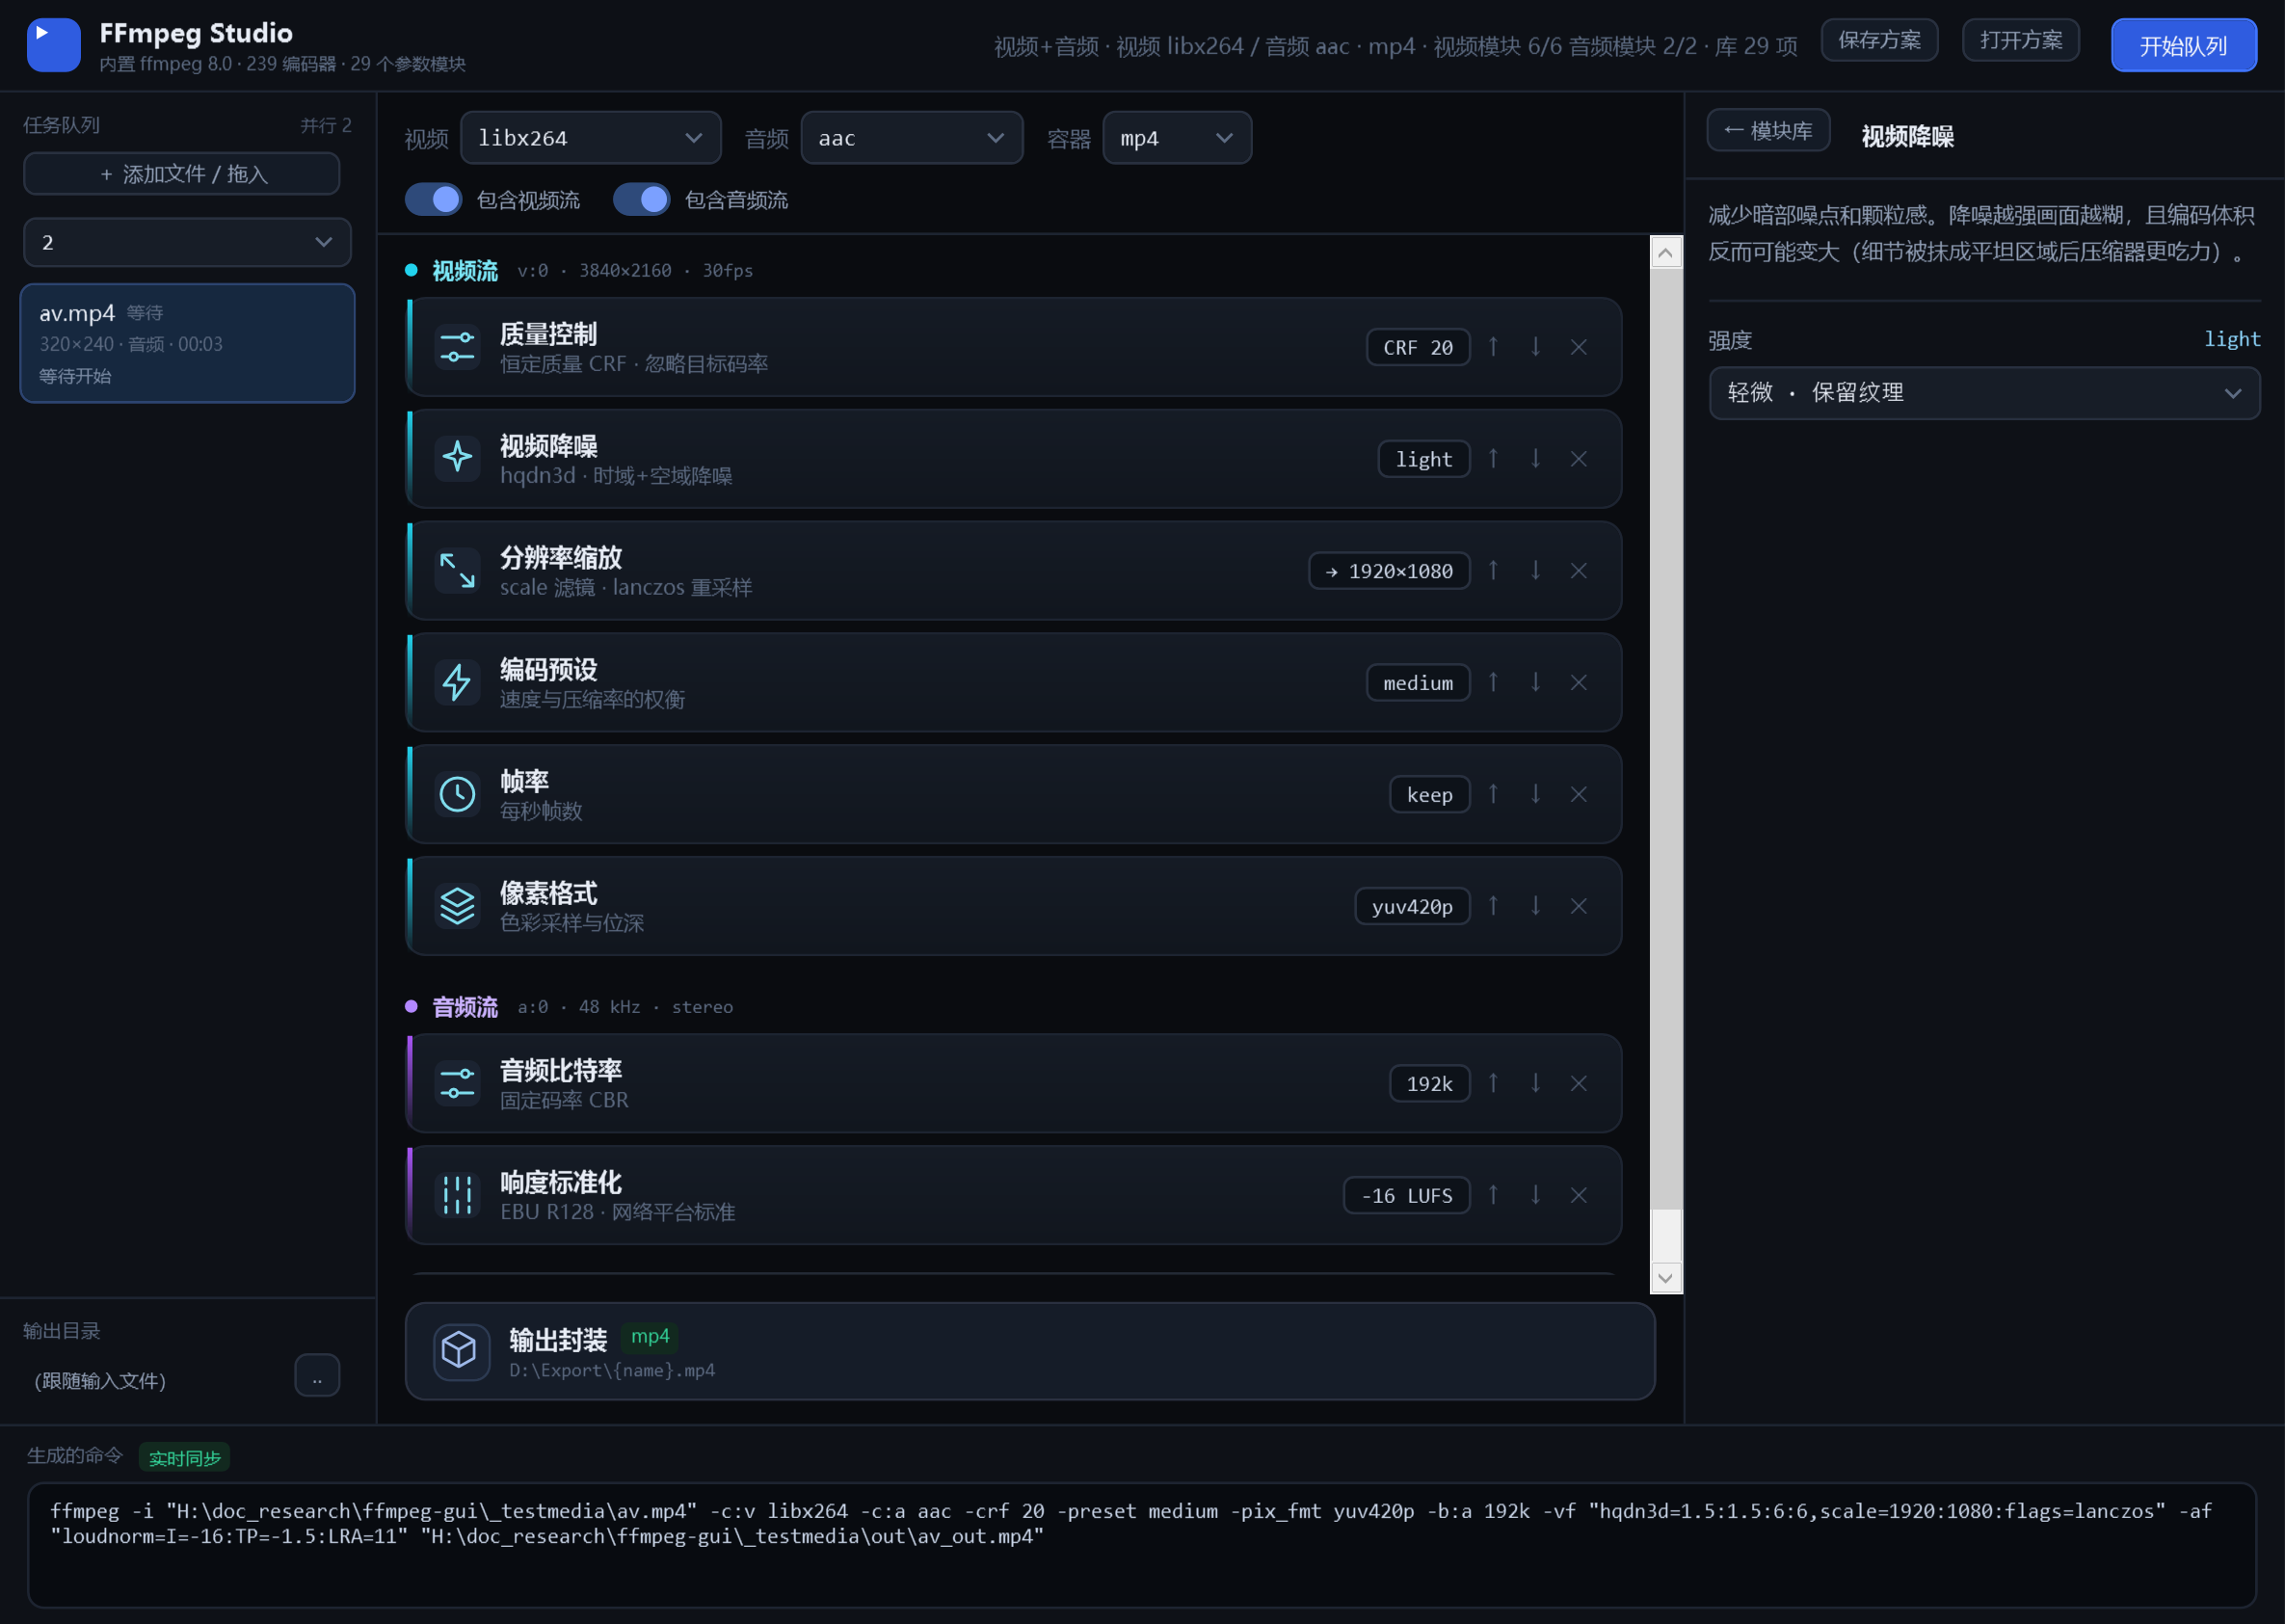 FFmpeg Studio
内置 ffmpeg 8.0 · 239 编码器 · 29 个参数模块
视频+音频 · 视频 libx264 / 音频 aac · mp4 · 视频模块 6/6 音频模块 2/2 · 库 29 项
保存方案
打开方案
开始队列
任务队列
并行 2
+ 添加文件 / 拖入
2
av.mp4 等待
320×240 · 音频 · 00:03
等待开始
输出目录
(跟随输入文件)
..
视频 libx264
音频 aac
容器 mp4
包含视频流
包含音频流
视频流 v:0 · 3840×2160 · 30fps
质量控制
恒定质量 CRF · 忽略目标码率
CRF 20 ↑ ↓ ×
视频降噪
hqdn3d · 时域+空域降噪
light ↑ ↓ ×
分辨率缩放
scale 滤镜 · lanczos 重采样
→ 1920×1080 ↑ ↓ ×
编码预设
速度与压缩率的权衡
medium ↑ ↓ ×
帧率
每秒帧数
keep ↑ ↓ ×
像素格式
色彩采样与位深
yuv420p ↑ ↓ ×
音频流 a:0 · 48 kHz · stereo
音频比特率
固定码率 CBR
192k ↑ ↓ ×
响度标准化
EBU R128 · 网络平台标准
-16 LUFS ↑ ↓ ×
输出封装 mp4
D:\Export\{name}.mp4
← 模块库
视频降噪
减少暗部噪点和颗粒感。降噪越强画面越糊，且编码体积
反而可能变大（细节被抹成平坦区域后压缩器更吃力）。
强度
light
轻微 · 保留纹理
生成的命令 实时同步
ffmpeg -i "H:\doc_research\ffmpeg-gui\_testmedia\av.mp4" -c:v libx264 -c:a aac -crf 20 -preset medium -pix_fmt yuv420p -b:a 192k -vf "hqdn3d=1.5:1.5:6:6,scale=1920:1080:flags=lanczos" -af
"loudnorm=I=-16:TP=-1.5:LRA=11" "H:\doc_research\ffmpeg-gui\_testmedia\out\av_out.mp4"